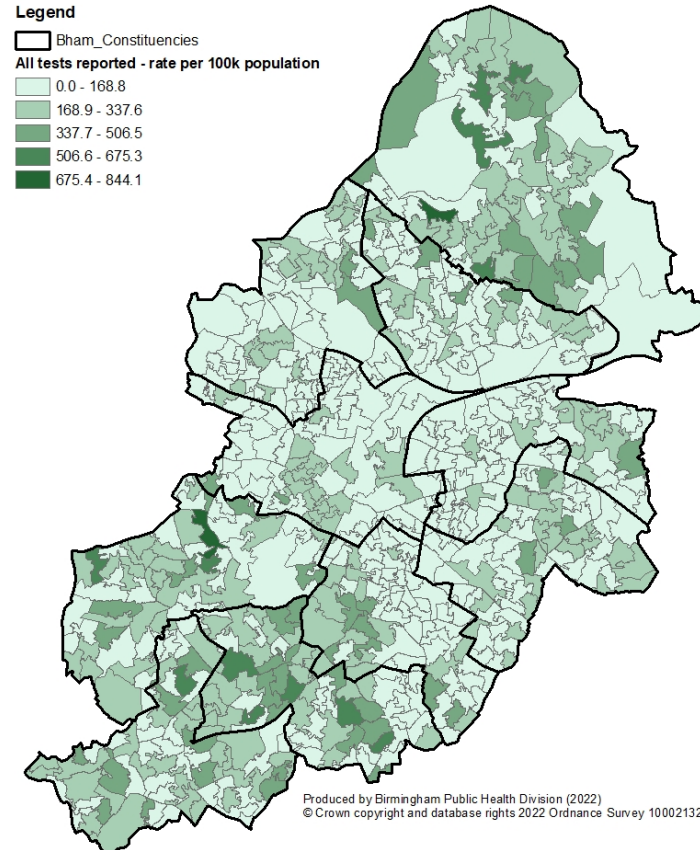 Legend
Bham_Constituencies
All tests reported - rate per 100k population
0.0 - 168.8
168.9 - 337.6
337.7 - 506.5
506.6 - 675.3
675.4 - 844.1
Produced by Birmingham Public Health Division (2022)
© Crown copyright and database rights 2022 Ordnance Survey 10002132